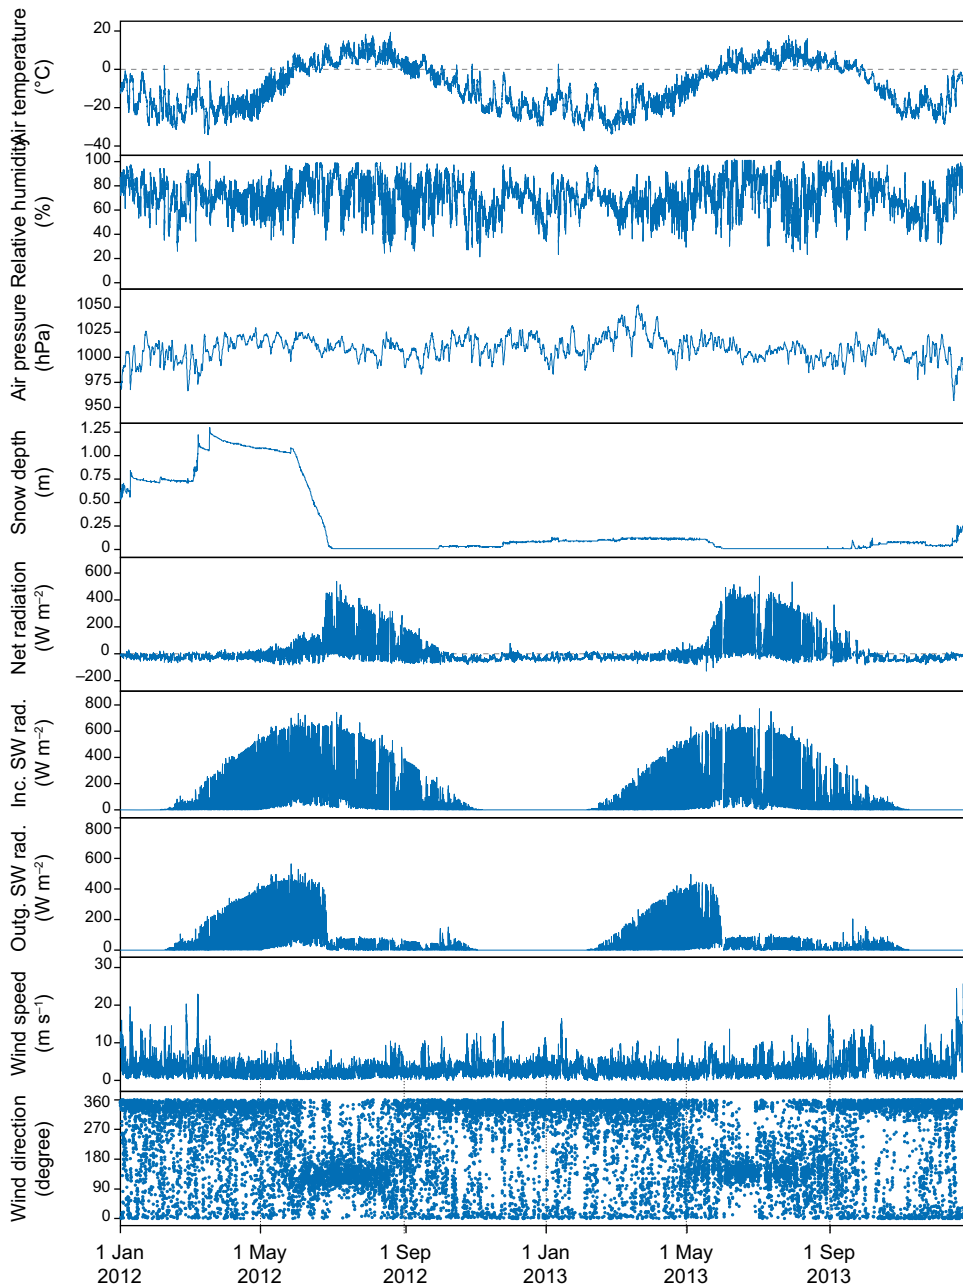 Air temperature
(°C)
20
0
−20
−40
Relative humidity
(%)
100
80
60
40
20
0
Air pressure
(hPa)
1050
1025
1000
975
950
Snow depth
(m)
1.25
1.00
0.75
0.50
0.25
0
Net radiation
(W m−2)
600
400
200
0
−200
Inc. SW rad.
(W m−2)
800
600
400
200
0
Outg. SW rad.
(W m−2)
800
600
400
200
0
Wind speed
(m s−1)
30
20
10
0
Wind direction
(degree)
360
270
180
90
0
1 Jan 1 May 1 Sep 1 Jan 1 May 1 Sep
2012 2012 2012 2013 2013 2013